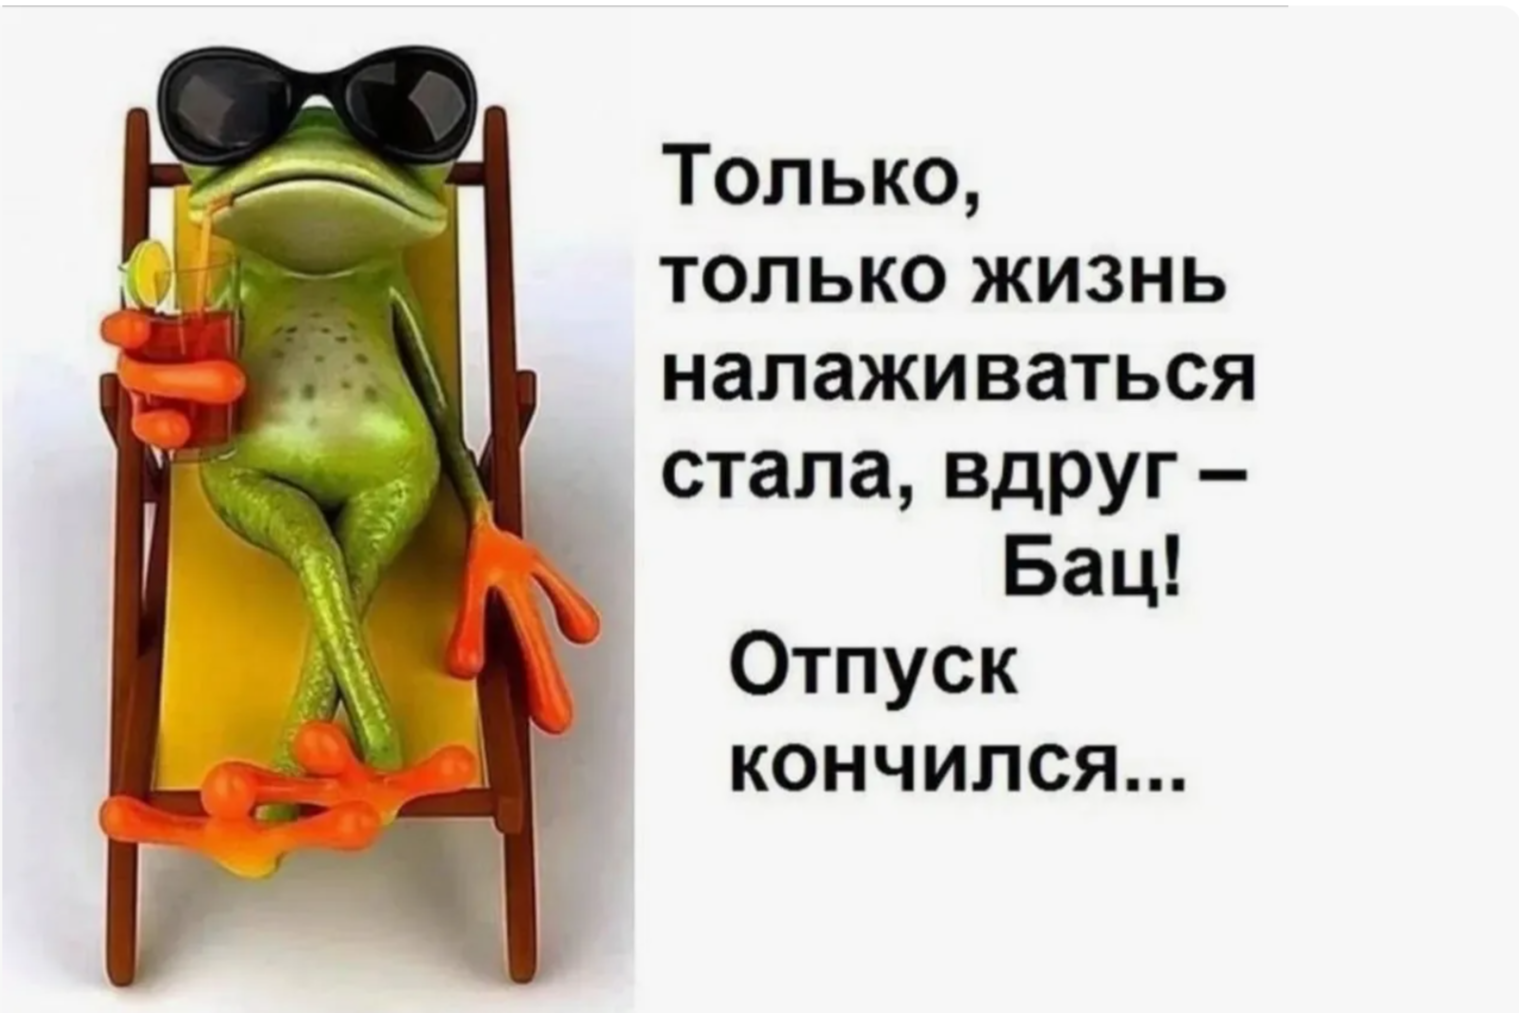 Только,
только жизнь
налаживаться
стала, вдруг –
Бац!
Отпуск
кончился...